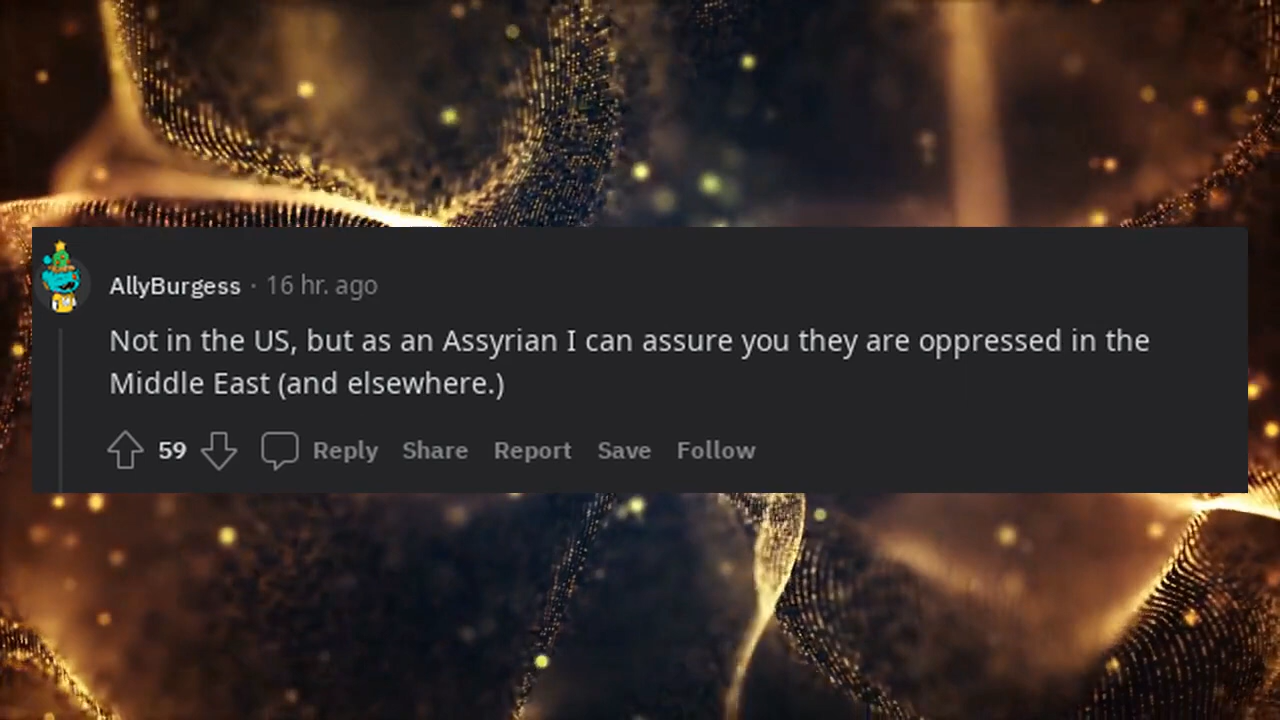 AllyBurgess · 16 hr. ago
Not in the US, but as an Assyrian I can assure you they are oppressed in the
Middle East (and elsewhere.)
59 Reply Share Report Save Follow